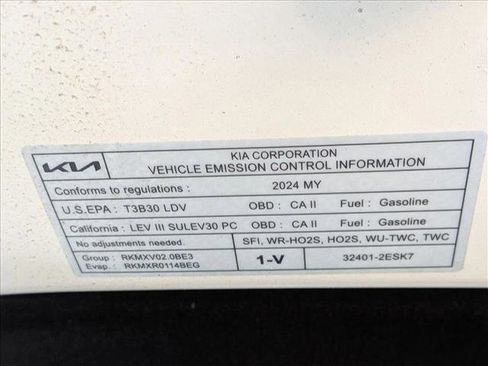 KIA CORPORATION
KIA VEHICLE EMISSION CONTROL INFORMATION
Conforms to regulations : 2024 MY
U.S.EPA : T3B30 LDV OBD : CA II Fuel : Gasoline
California : LEV III SULEV30 PC OBD : CA II Fuel : Gasoline
No adjustments needed. SFI, WR-HO2S, HO2S, WU-TWC, TWC
Group : RKMXV02.0BE3
Evap. : RKMXR0114BEG
1-V 32401-2ESK7